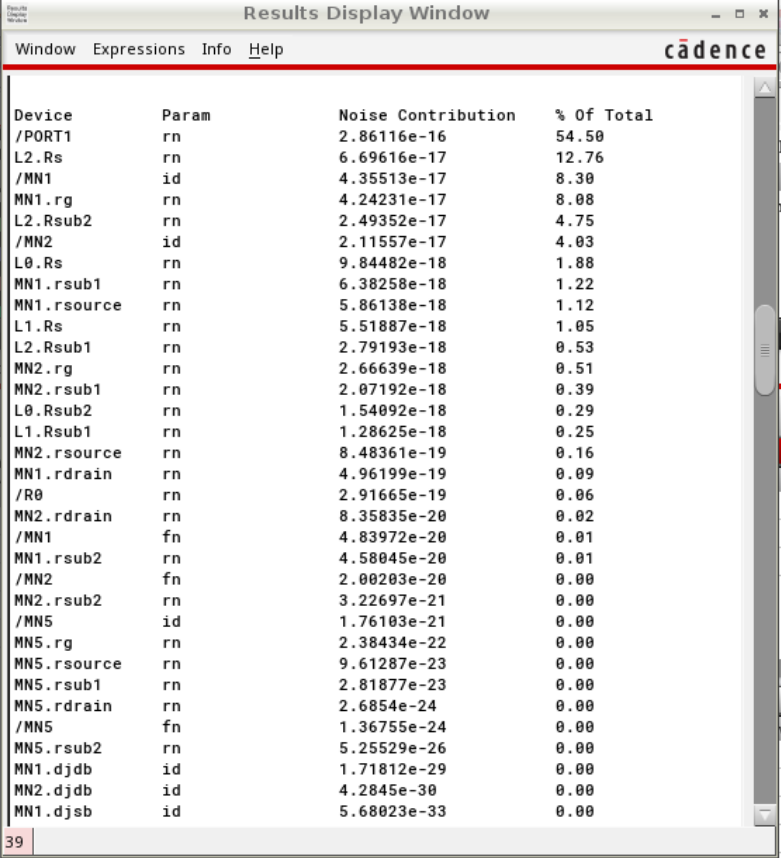 Results Display Window
Window Expressions Info Help cādence
Device Param Noise Contribution % Of Total
/PORT1 rn 2.86116e-16 54.50
L2.Rs rn 6.69616e-17 12.76
/MN1 id 4.35513e-17 8.30
MN1.rg rn 4.24231e-17 8.08
L2.Rsub2 rn 2.49352e-17 4.75
/MN2 id 2.11557e-17 4.03
L0.Rs rn 9.84482e-18 1.88
MN1.rsub1 rn 6.38258e-18 1.22
MN1.rsource rn 5.86138e-18 1.12
L1.Rs rn 5.51887e-18 1.05
L2.Rsub1 rn 2.79193e-18 0.53
MN2.rg rn 2.66639e-18 0.51
MN2.rsub1 rn 2.07192e-18 0.39
L0.Rsub2 rn 1.54092e-18 0.29
L1.Rsub1 rn 1.28625e-18 0.25
MN2.rsource rn 8.48361e-19 0.16
MN1.rdrain rn 4.96199e-19 0.09
/R0 rn 2.91665e-19 0.06
MN2.rdrain rn 8.35835e-20 0.02
/MN1 fn 4.83972e-20 0.01
MN1.rsub2 rn 4.58045e-20 0.01
/MN2 fn 2.00203e-20 0.00
MN2.rsub2 rn 3.22697e-21 0.00
/MN5 id 1.76103e-21 0.00
MN5.rg rn 2.38434e-22 0.00
MN5.rsource rn 9.61287e-23 0.00
MN5.rsub1 rn 2.81877e-23 0.00
MN5.rdrain rn 2.6854e-24 0.00
/MN5 fn 1.36755e-24 0.00
MN5.rsub2 rn 5.25529e-26 0.00
MN1.djdb id 1.71812e-29 0.00
MN2.djdb id 4.2845e-30 0.00
MN1.djsb id 5.68023e-33 0.00
39